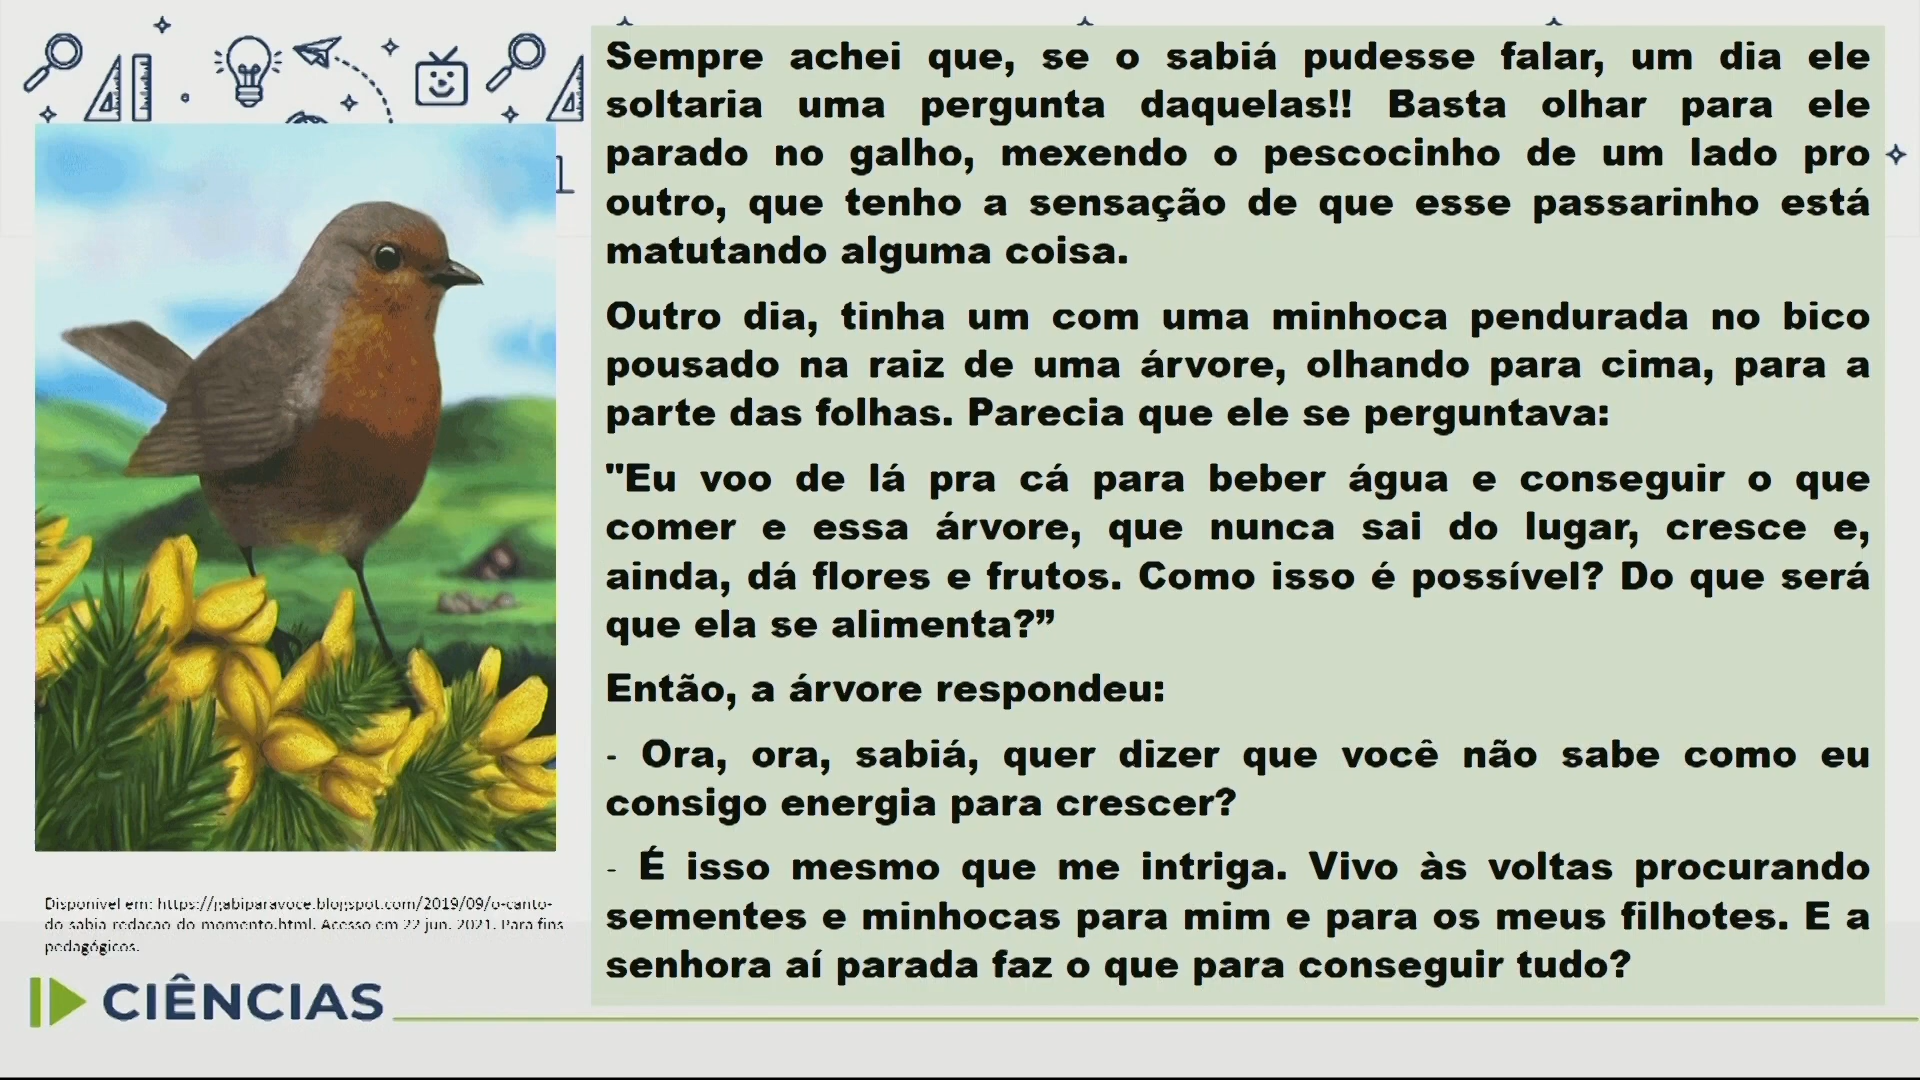 Sempre achei que, se o sabiá pudesse falar, um dia ele
soltaria uma pergunta daquelas!! Basta olhar para ele
parado no galho, mexendo o pescocinho de um lado pro
outro, que tenho a sensação de que esse passarinho está
matutando alguma coisa.
Outro dia, tinha um com uma minhoca pendurada no bico
pousado na raiz de uma árvore, olhando para cima, para a
parte das folhas. Parecia que ele se perguntava:
"Eu voo de lá pra cá para beber água e conseguir o que
comer e essa árvore, que nunca sai do lugar, cresce e,
ainda, dá flores e frutos. Como isso é possível? Do que será
que ela se alimenta?”
Então, a árvore respondeu:
- Ora, ora, sabiá, quer dizer que você não sabe como eu
consigo energia para crescer?
- É isso mesmo que me intriga. Vivo às voltas procurando
sementes e minhocas para mim e para os meus filhotes. E a
senhora aí parada faz o que para conseguir tudo?
Disponível em: https://gabiparavoce.blogspot.com/2019/09/o-canto-
do-sabia-redacao-do-momento.html. Acesso em 22 jun. 2021. Para fins
pedagógicos.
CIÊNCIAS